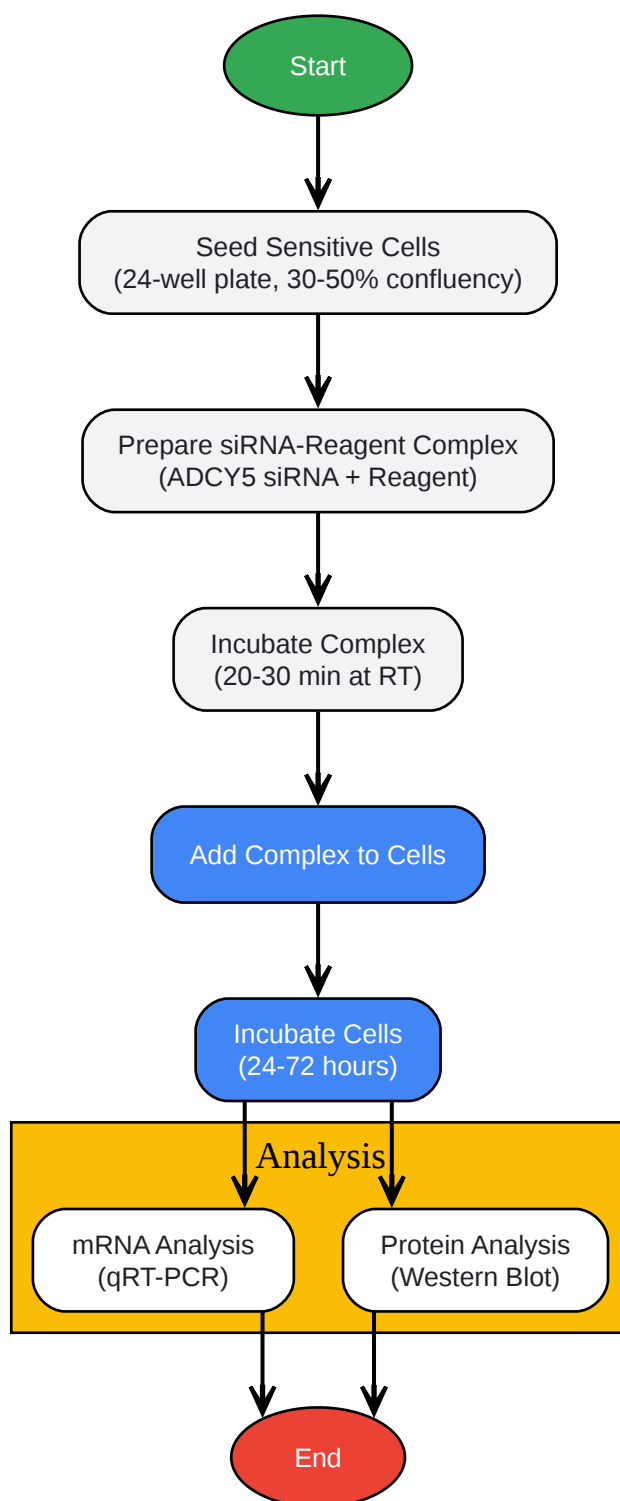 Start
Seed Sensitive Cells
(24-well plate, 30-50% confluency)
Prepare siRNA-Reagent Complex
(ADCY5 siRNA + Reagent)
Incubate Complex
(20-30 min at RT)
Add Complex to Cells
Incubate Cells
(24-72 hours)
Analysis
mRNA Analysis
(qRT-PCR)
Protein Analysis
(Western Blot)
End